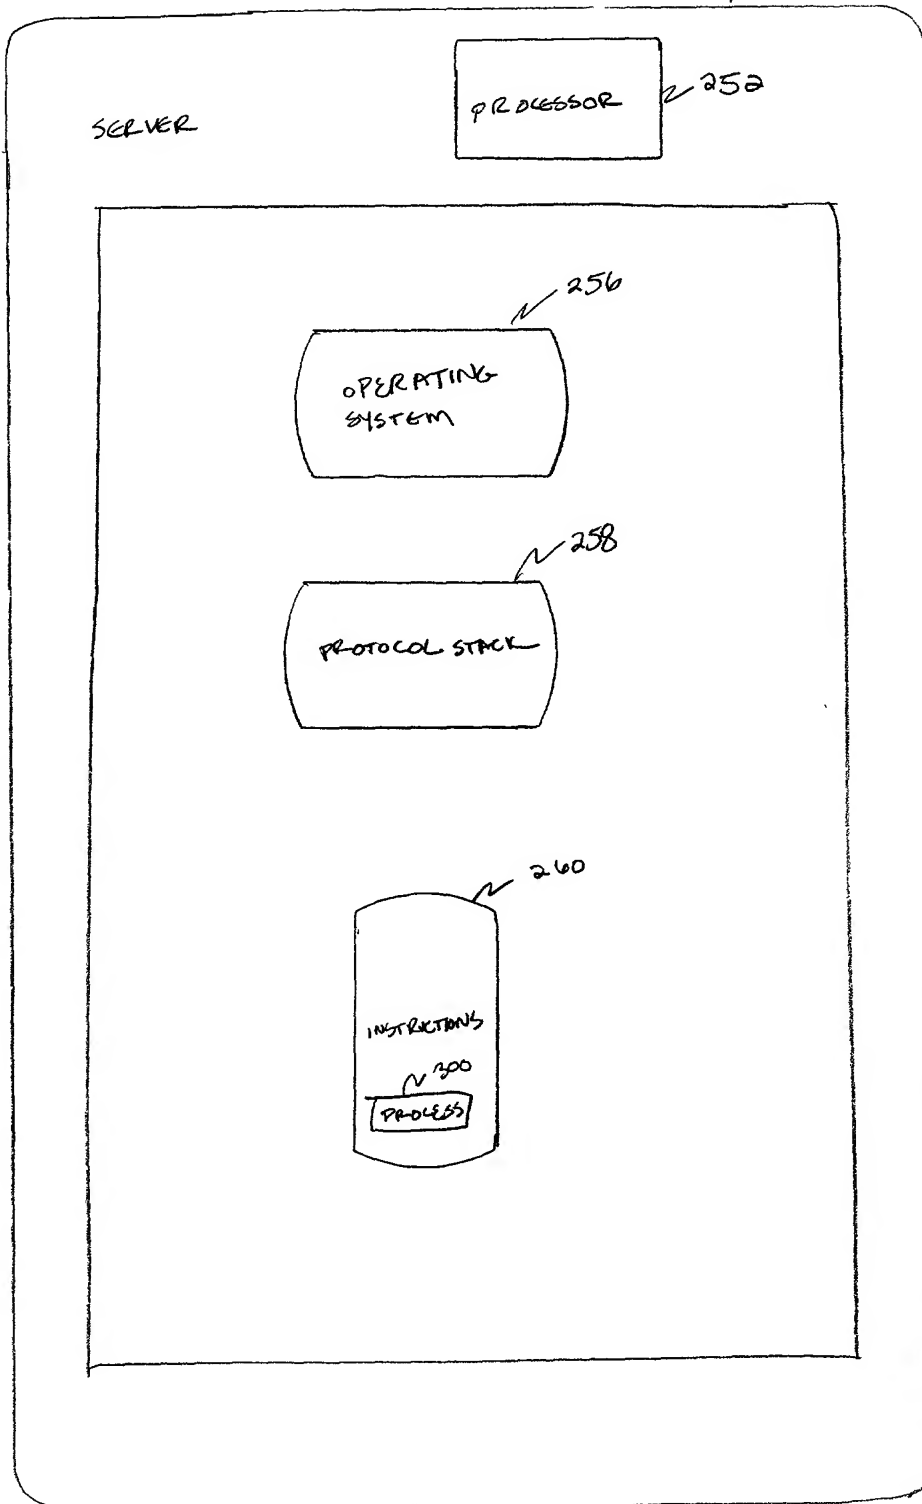 SERVER
PROCESSOR
252
256
OPERATING
SYSTEM
258
PROTOCOL STACK
260
INSTRUCTIONS
300
PROCESS